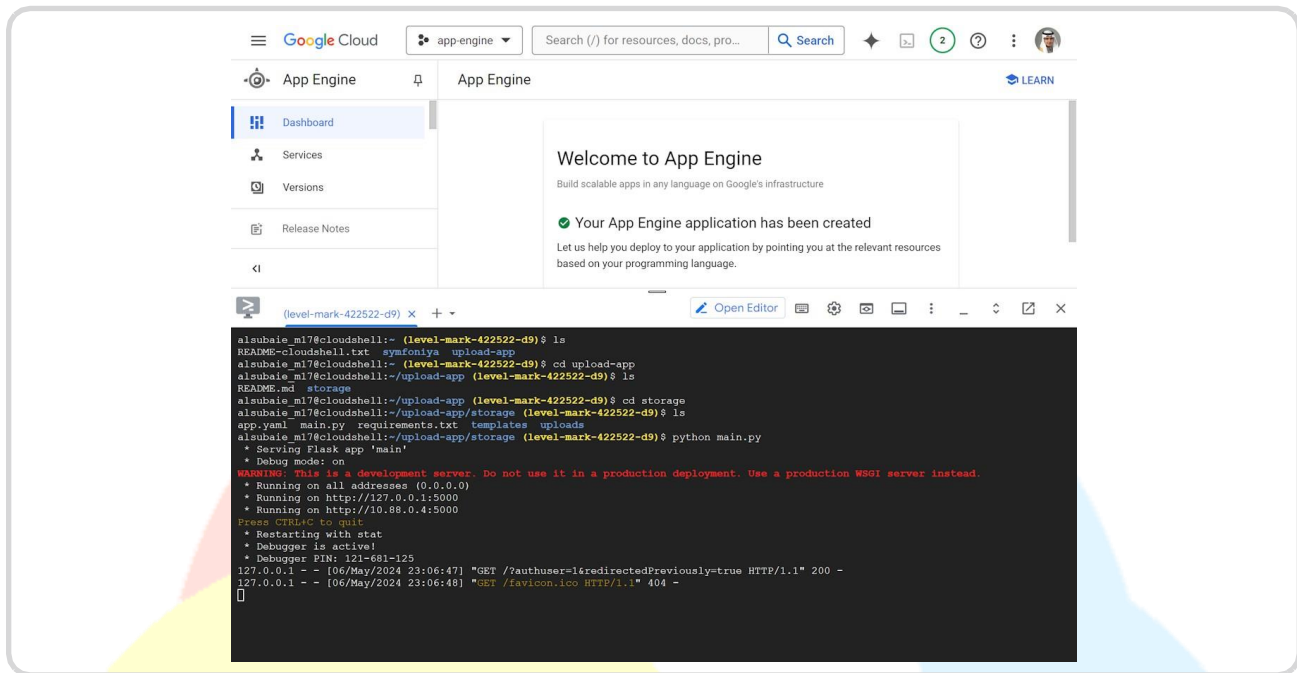 Google Cloud
app-engine
Search (/) for resources, docs, pro...
Search
2
App Engine
App Engine
LEARN
Dashboard
Services
Versions
Release Notes
Welcome to App Engine
Build scalable apps in any language on Google's infrastructure
Your App Engine application has been created
Let us help you deploy to your application by pointing you at the relevant resources
based on your programming language.
(level-mark-422522-d9)
Open Editor
alsubaie_m17@cloudshell:~ (level-mark-422522-d9)$ ls
README-cloudshell.txt symfoniya upload-app
alsubaie_m17@cloudshell:~ (level-mark-422522-d9)$ cd upload-app
alsubaie_m17@cloudshell:~/upload-app (level-mark-422522-d9)$ ls
README.md storage
alsubaie_m17@cloudshell:~/upload-app (level-mark-422522-d9)$ cd storage
alsubaie_m17@cloudshell:~/upload-app/storage (level-mark-422522-d9)$ ls
app.yaml main.py requirements.txt templates uploads
alsubaie_m17@cloudshell:~/upload-app/storage (level-mark-422522-d9)$ python main.py
* Serving Flask app 'main'
* Debug mode: on
WARNING: This is a development server. Do not use it in a production deployment. Use a production WSGI server instead.
* Running on all addresses (0.0.0.0)
* Running on http://127.0.0.1:5000
* Running on http://10.88.0.4:5000
Press CTRL+C to quit
* Restarting with stat
* Debugger is active!
* Debugger PIN: 121-681-125
127.0.0.1 - - [06/May/2024 23:06:47] "GET /?authuser=1&redirectedPreviously=true HTTP/1.1" 200 -
127.0.0.1 - - [06/May/2024 23:06:48] "GET /favicon.ico HTTP/1.1" 404 -